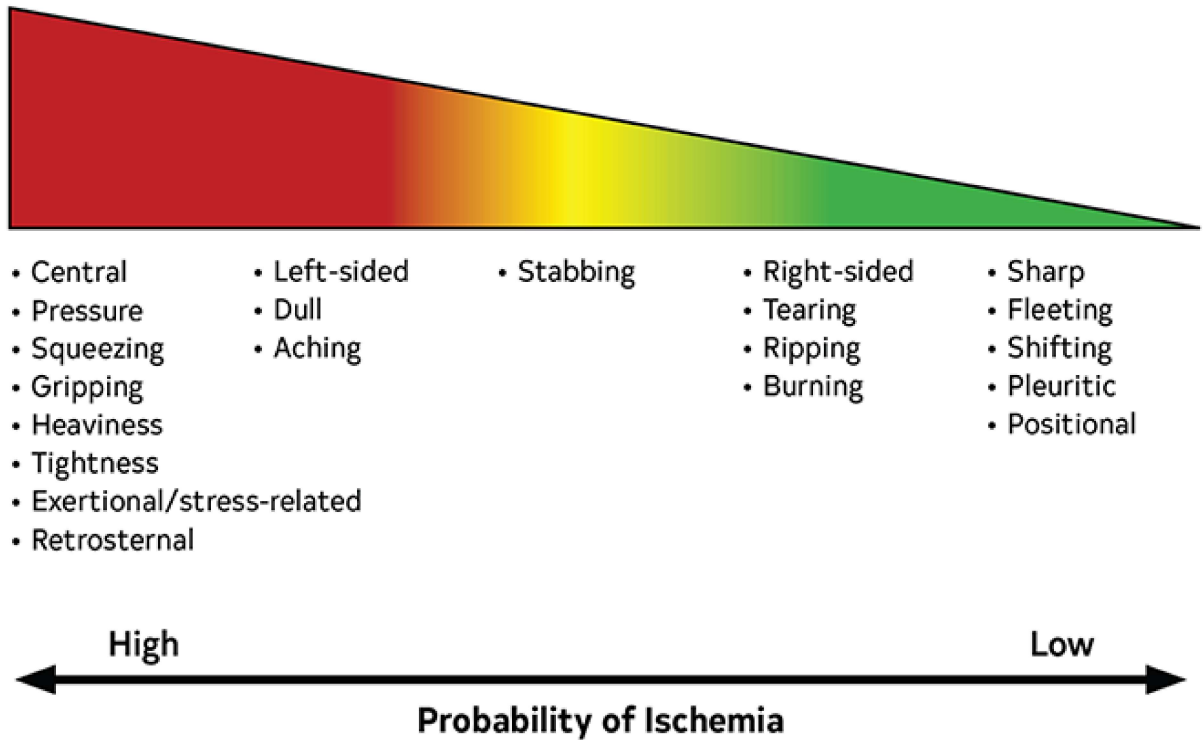 • Central
• Pressure
• Squeezing
• Gripping
• Heaviness
• Tightness
• Exertional/stress-related
• Retrosternal
• Left-sided
• Dull
• Aching
• Stabbing
• Right-sided
• Tearing
• Ripping
• Burning
• Sharp
• Fleeting
• Shifting
• Pleuritic
• Positional
High
Low
Probability of Ischemia